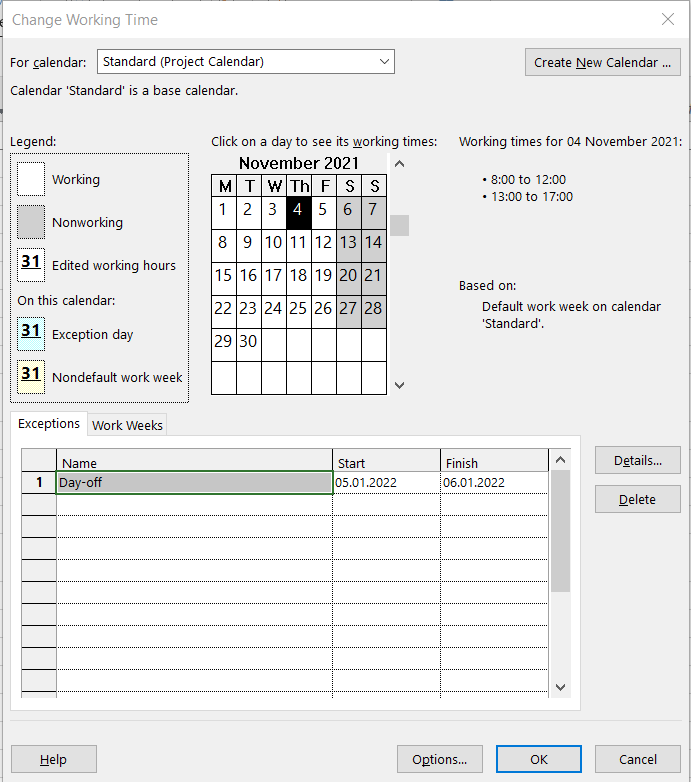 Change Working Time
For calendar: Standard (Project Calendar)
Create New Calendar ...
Calendar 'Standard' is a base calendar.
Legend:
Working
Nonworking
31 Edited working hours
On this calendar:
31 Exception day
31 Nondefault work week
Click on a day to see its working times:
November 2021
M T W Th F S S
1 2 3 4 5 6 7
8 9 10 11 12 13 14
15 16 17 18 19 20 21
22 23 24 25 26 27 28
29 30
Working times for 04 November 2021:
• 8:00 to 12:00
• 13:00 to 17:00
Based on:
Default work week on calendar
'Standard'.
Exceptions Work Weeks
Name Start Finish
1 Day-off 05.01.2022 06.01.2022
Details...
Delete
Help Options... OK Cancel